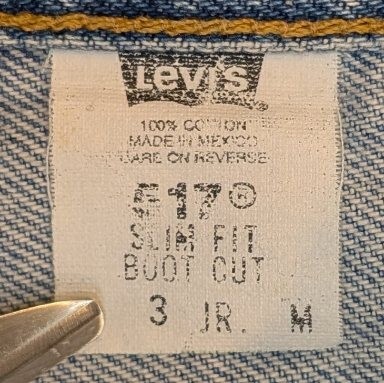 Levi's
100% COTTON
MADE IN MEXICO
CARE ON REVERSE
517®
SLIM FIT
BOOT CUT
3 JR. M